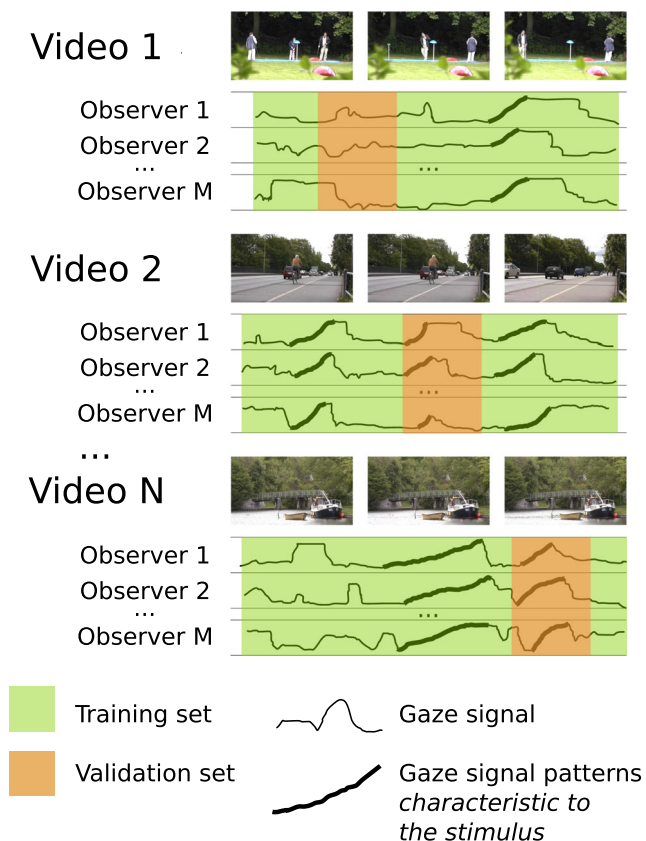 Video 1
Observer 1
Observer 2
...
...
Observer M
Video 2
Observer 1
Observer 2
...
...
Observer M
...
Video N
Observer 1
Observer 2
...
...
Observer M
Training set
Gaze signal
Validation set
Gaze signal patterns
characteristic to
the stimulus